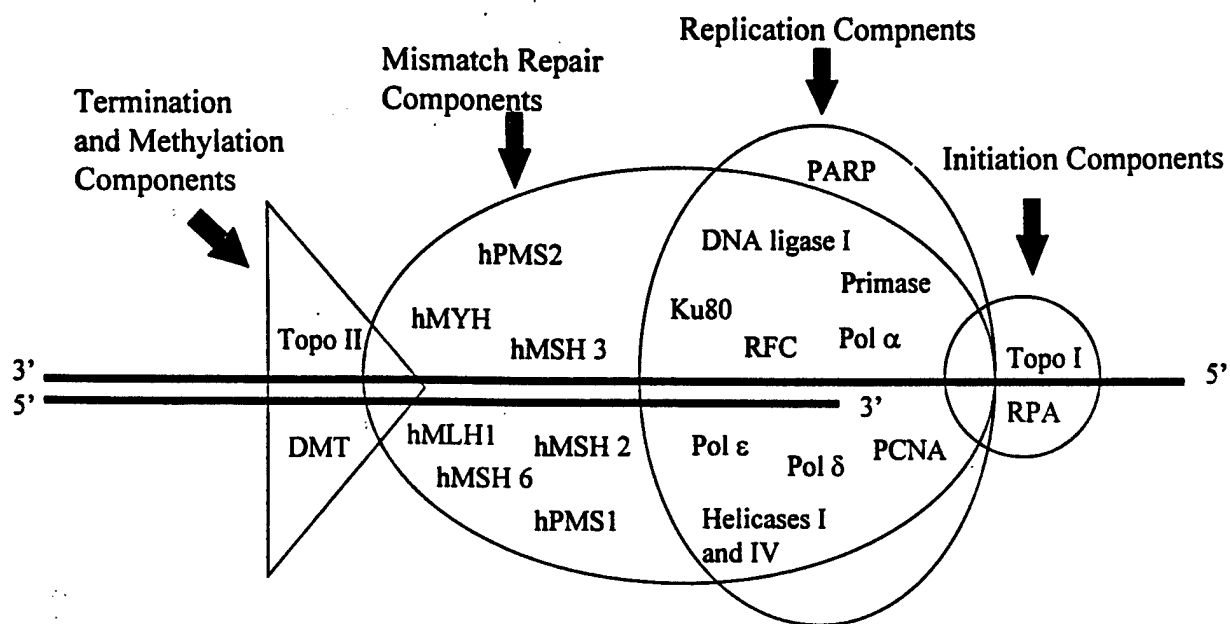 Replication Compnents
Mismatch Repair
Components
Termination
and Methylation
Components
Initiation Components
PARP
DNA ligase I
hPMS2
Primase
Ku80
hMYH
Topo II
hMSH 3
RFC
Pol α
Topo I
3’
5’
5’
3’
RPA
DMT
hMLH1
hMSH 2
Pol ε
PCNA
hMSH 6
Pol δ
hPMS1
Helicases I
and IV